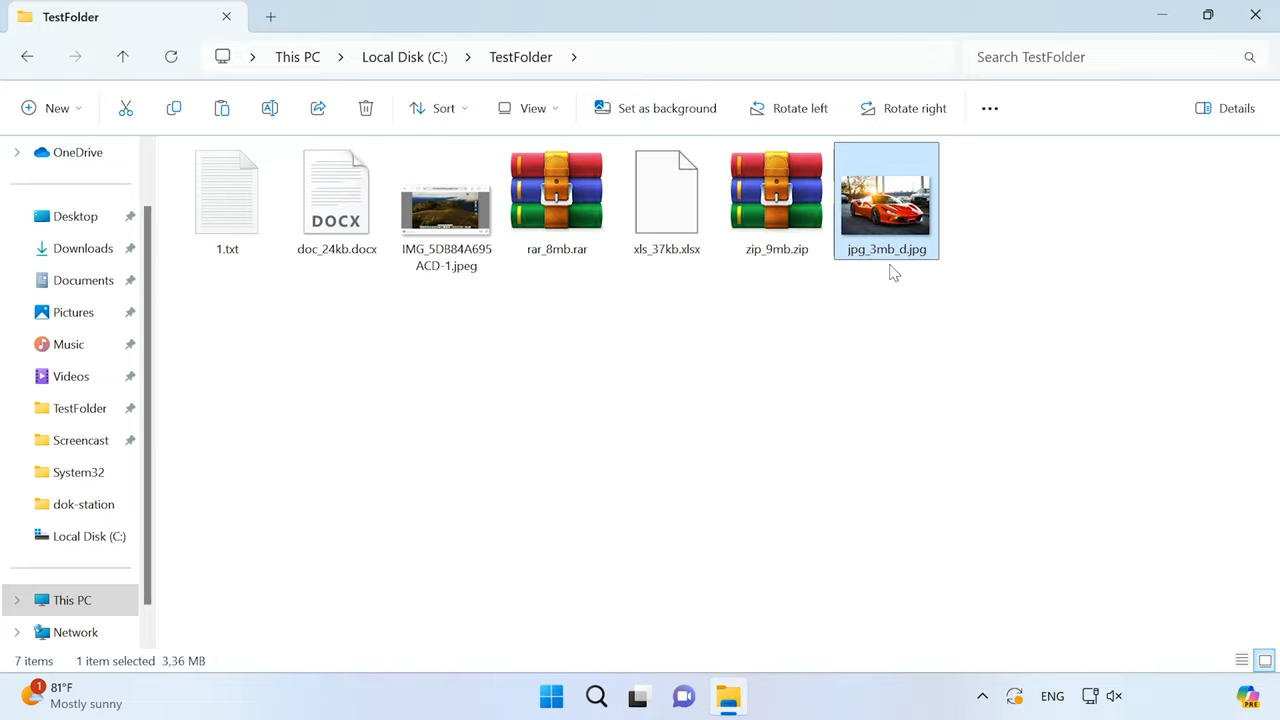 TestFolder
This PC
Local Disk (C:)
TestFolder
Search TestFolder
New
Sort
View
Set as background
Rotate left
Rotate right
Details
OneDrive
Desktop
Downloads
Documents
Pictures
Music
Videos
TestFolder
Screencast
System32
dok-station
Local Disk (C:)
This PC
Network
1.txt
DOCX
doc_24kb.docx
IMG_5D884A695
ACD-1.jpeg
rar_8mb.rar
xls_37kb.xlsx
zip_9mb.zip
jpg_3mb_d.jpg
7 items
1 item selected 3,36 MB
1
81°F
Mostly sunny
ENG
PRE